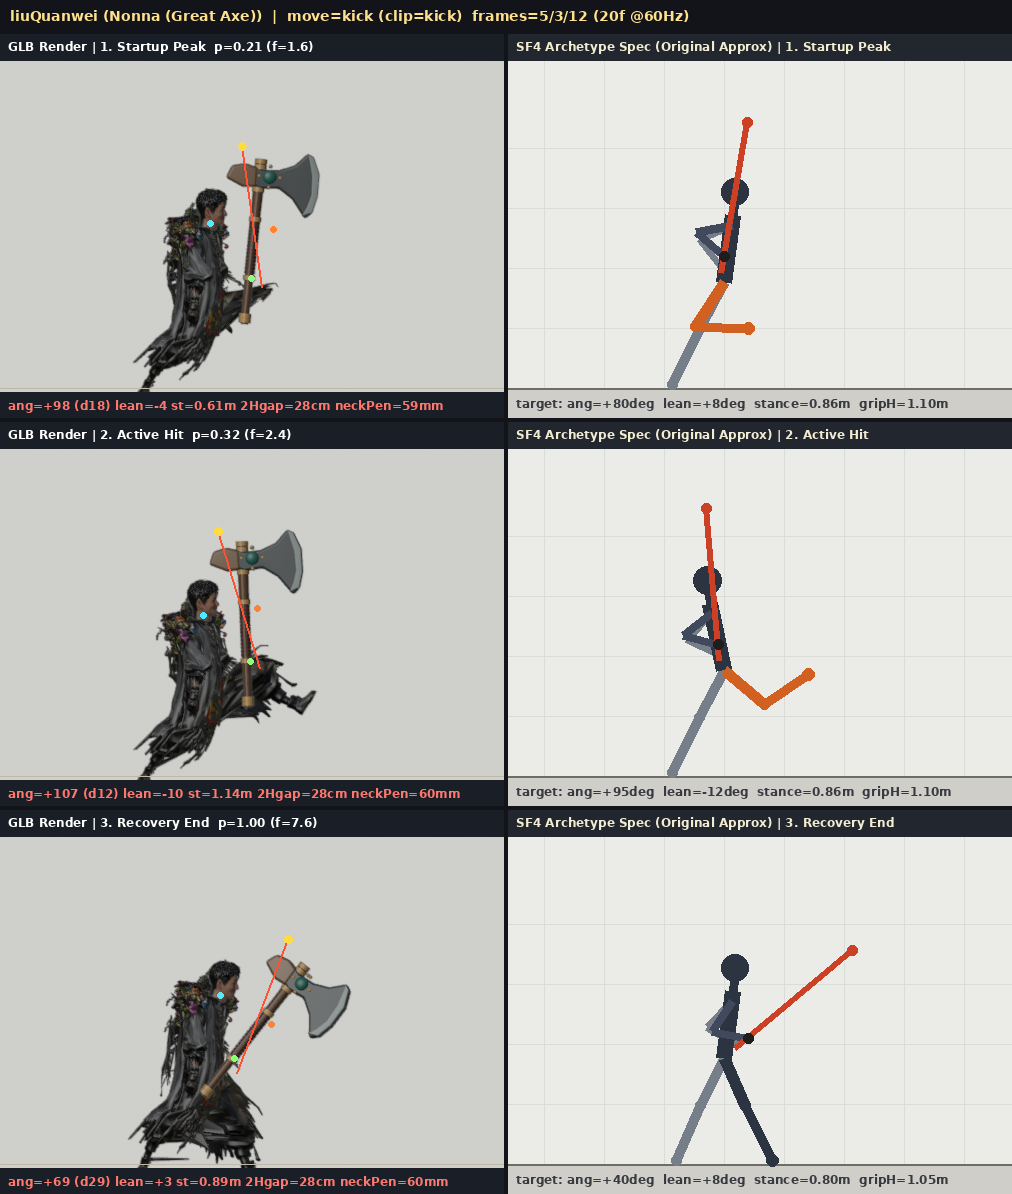 liuQuanwei (Nonna (Great Axe)) | move=kick (clip=kick) frames=5/3/12 (20f @60Hz)
GLB Render | 1. Startup Peak p=0.21 (f=1.6)
SF4 Archetype Spec (Original Approx) | 1. Startup Peak
ang=+98 (d18) lean=-4 st=0.61m 2Hgap=28cm neckPen=59mm
target: ang=+80deg lean=+8deg stance=0.86m gripH=1.10m
GLB Render | 2. Active Hit p=0.32 (f=2.4)
SF4 Archetype Spec (Original Approx) | 2. Active Hit
ang=+107 (d12) lean=-10 st=1.14m 2Hgap=28cm neckPen=60mm
target: ang=+95deg lean=-12deg stance=0.86m gripH=1.10m
GLB Render | 3. Recovery End p=1.00 (f=7.6)
SF4 Archetype Spec (Original Approx) | 3. Recovery End
ang=+69 (d29) lean=+3 st=0.89m 2Hgap=28cm neckPen=60mm
target: ang=+40deg lean=+8deg stance=0.80m gripH=1.05m